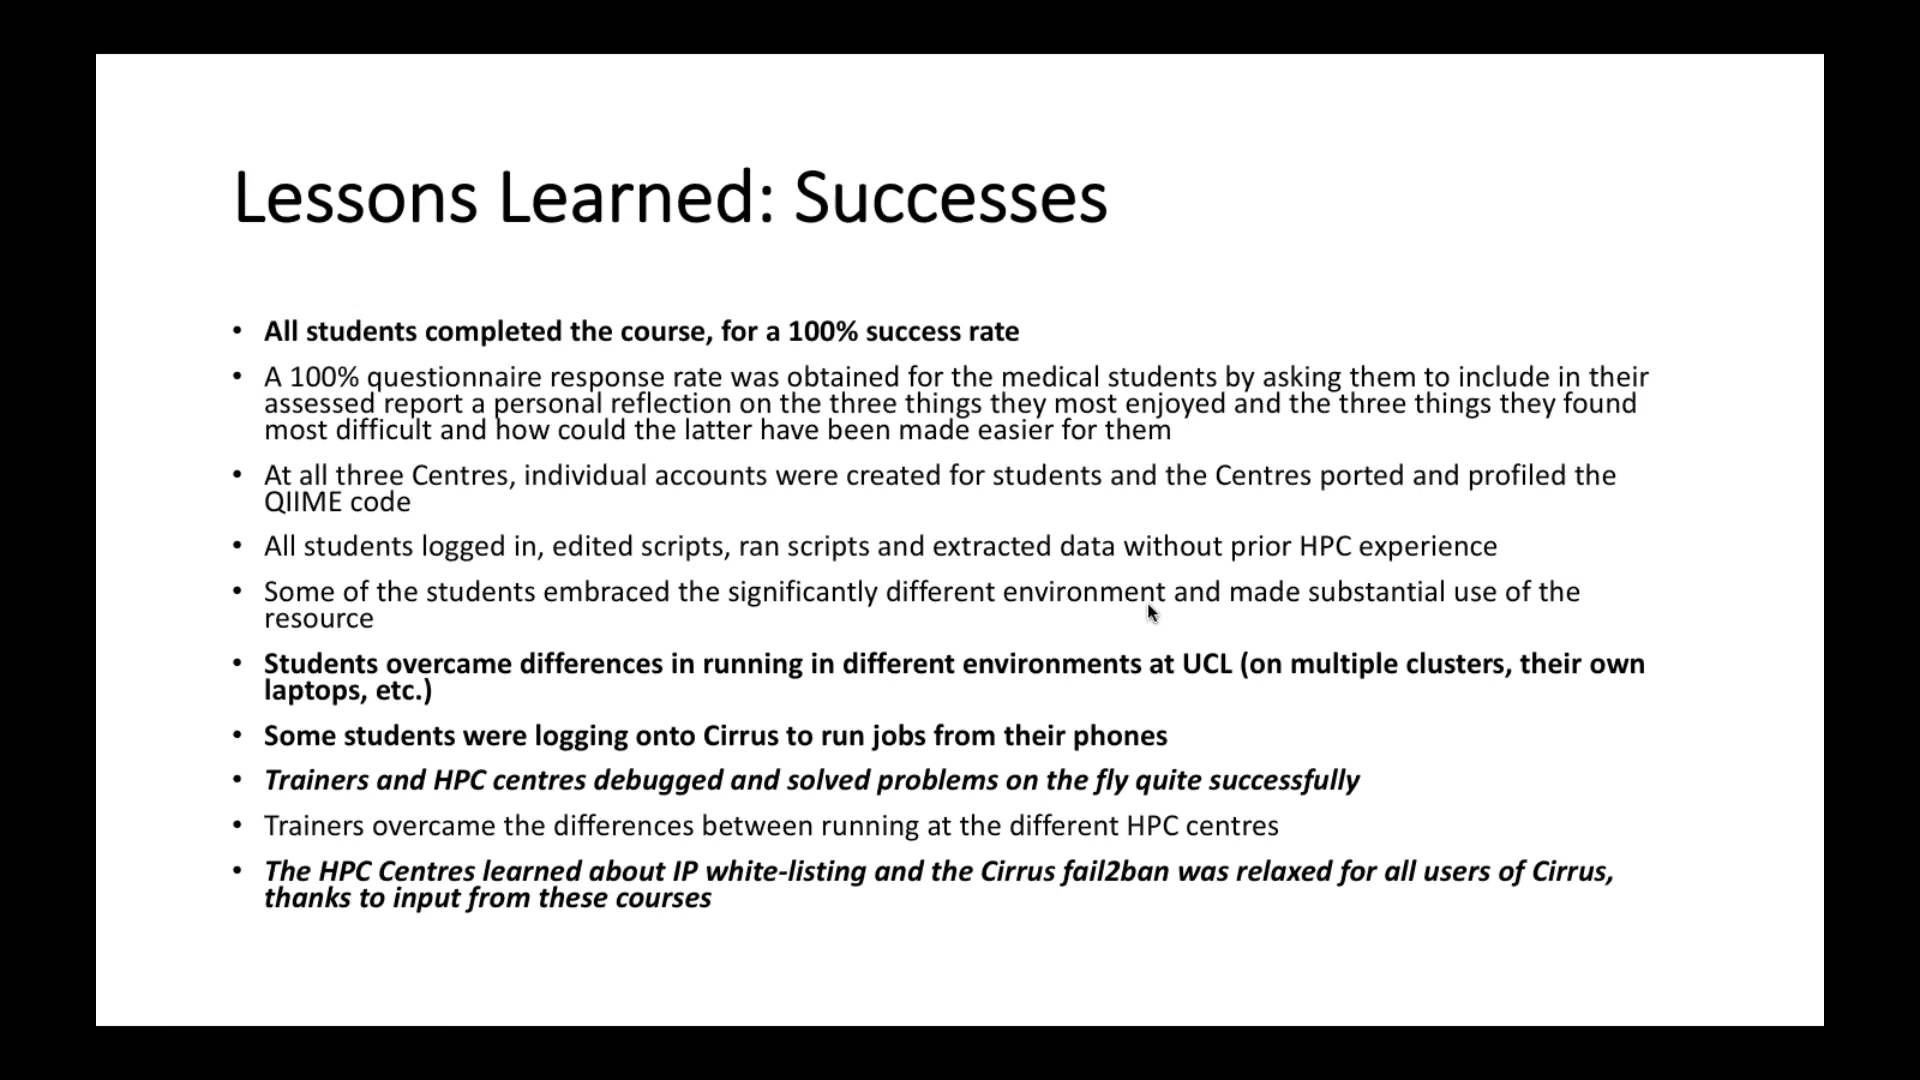 Lessons Learned: Successes
• All students completed the course, for a 100% success rate
• A 100% questionnaire response rate was obtained for the medical students by asking them to include in their
assessed report a personal reflection on the three things they most enjoyed and the three things they found
most difficult and how could the latter have been made easier for them
• At all three Centres, individual accounts were created for students and the Centres ported and profiled the
QIIME code
• All students logged in, edited scripts, ran scripts and extracted data without prior HPC experience
• Some of the students embraced the significantly different environment and made substantial use of the
resource
• Students overcame differences in running in different environments at UCL (on multiple clusters, their own
laptops, etc.)
• Some students were logging onto Cirrus to run jobs from their phones
• Trainers and HPC centres debugged and solved problems on the fly quite successfully
• Trainers overcame the differences between running at the different HPC centres
• The HPC Centres learned about IP white-listing and the Cirrus fail2ban was relaxed for all users of Cirrus,
thanks to input from these courses